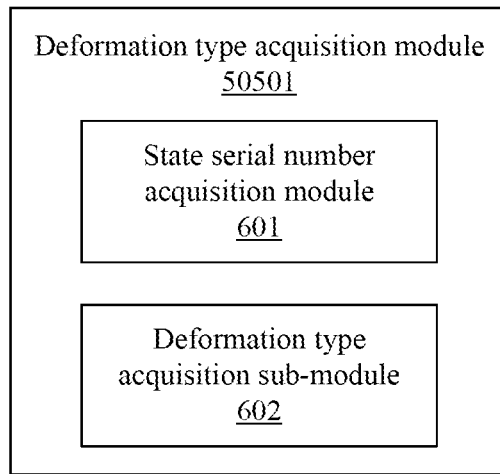 Deformation type acquisition module
50501
State serial number
acquisition module
601
Deformation type
acquisition sub-module
602